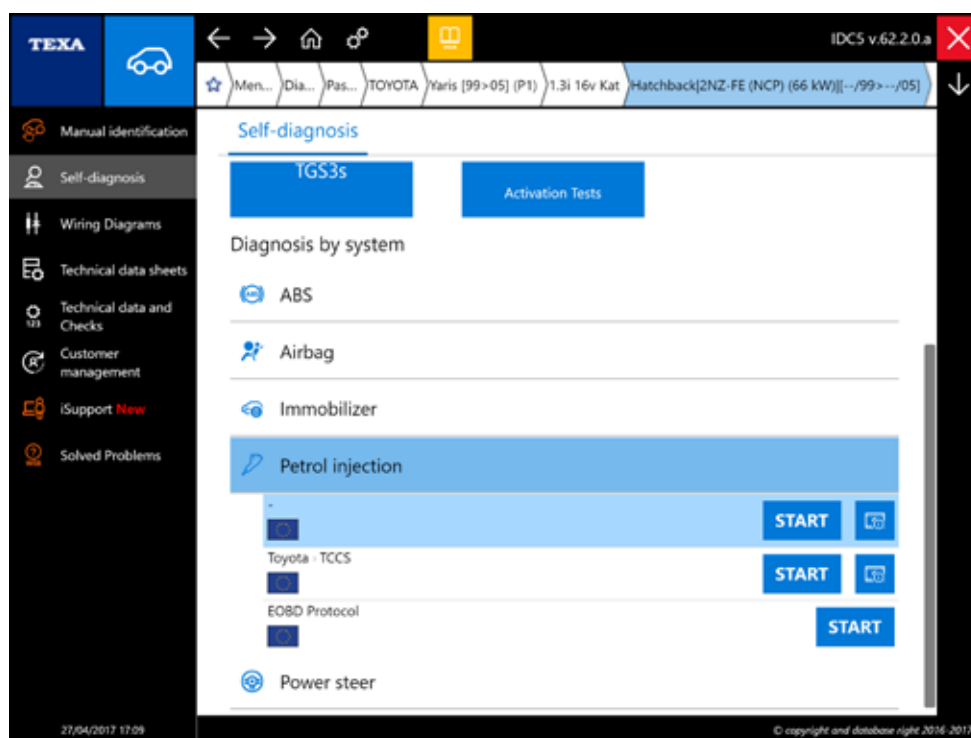 TEXA
IDC5 v.62.2.0.a
Men... Dia... Pas... TOYOTA Yaris [99>05] (P1) 1.3i 16v Kat Hatchback|2NZ-FE (NCP) (66 kW)|[--/99>--/05]
Manual identification
Self-diagnosis
Wiring Diagrams
Technical data sheets
123
Technical data and
Checks
Customer
management
iSupport New
Solved Problems
27/04/2017 17:09
Self-diagnosis
TGS3s
Activation Tests
Diagnosis by system
ABS
Airbag
Immobilizer
Petrol injection
-
START
Toyota - TCCS
START
EOBD Protocol
START
Power steer
© copyright and database right 2016-2017